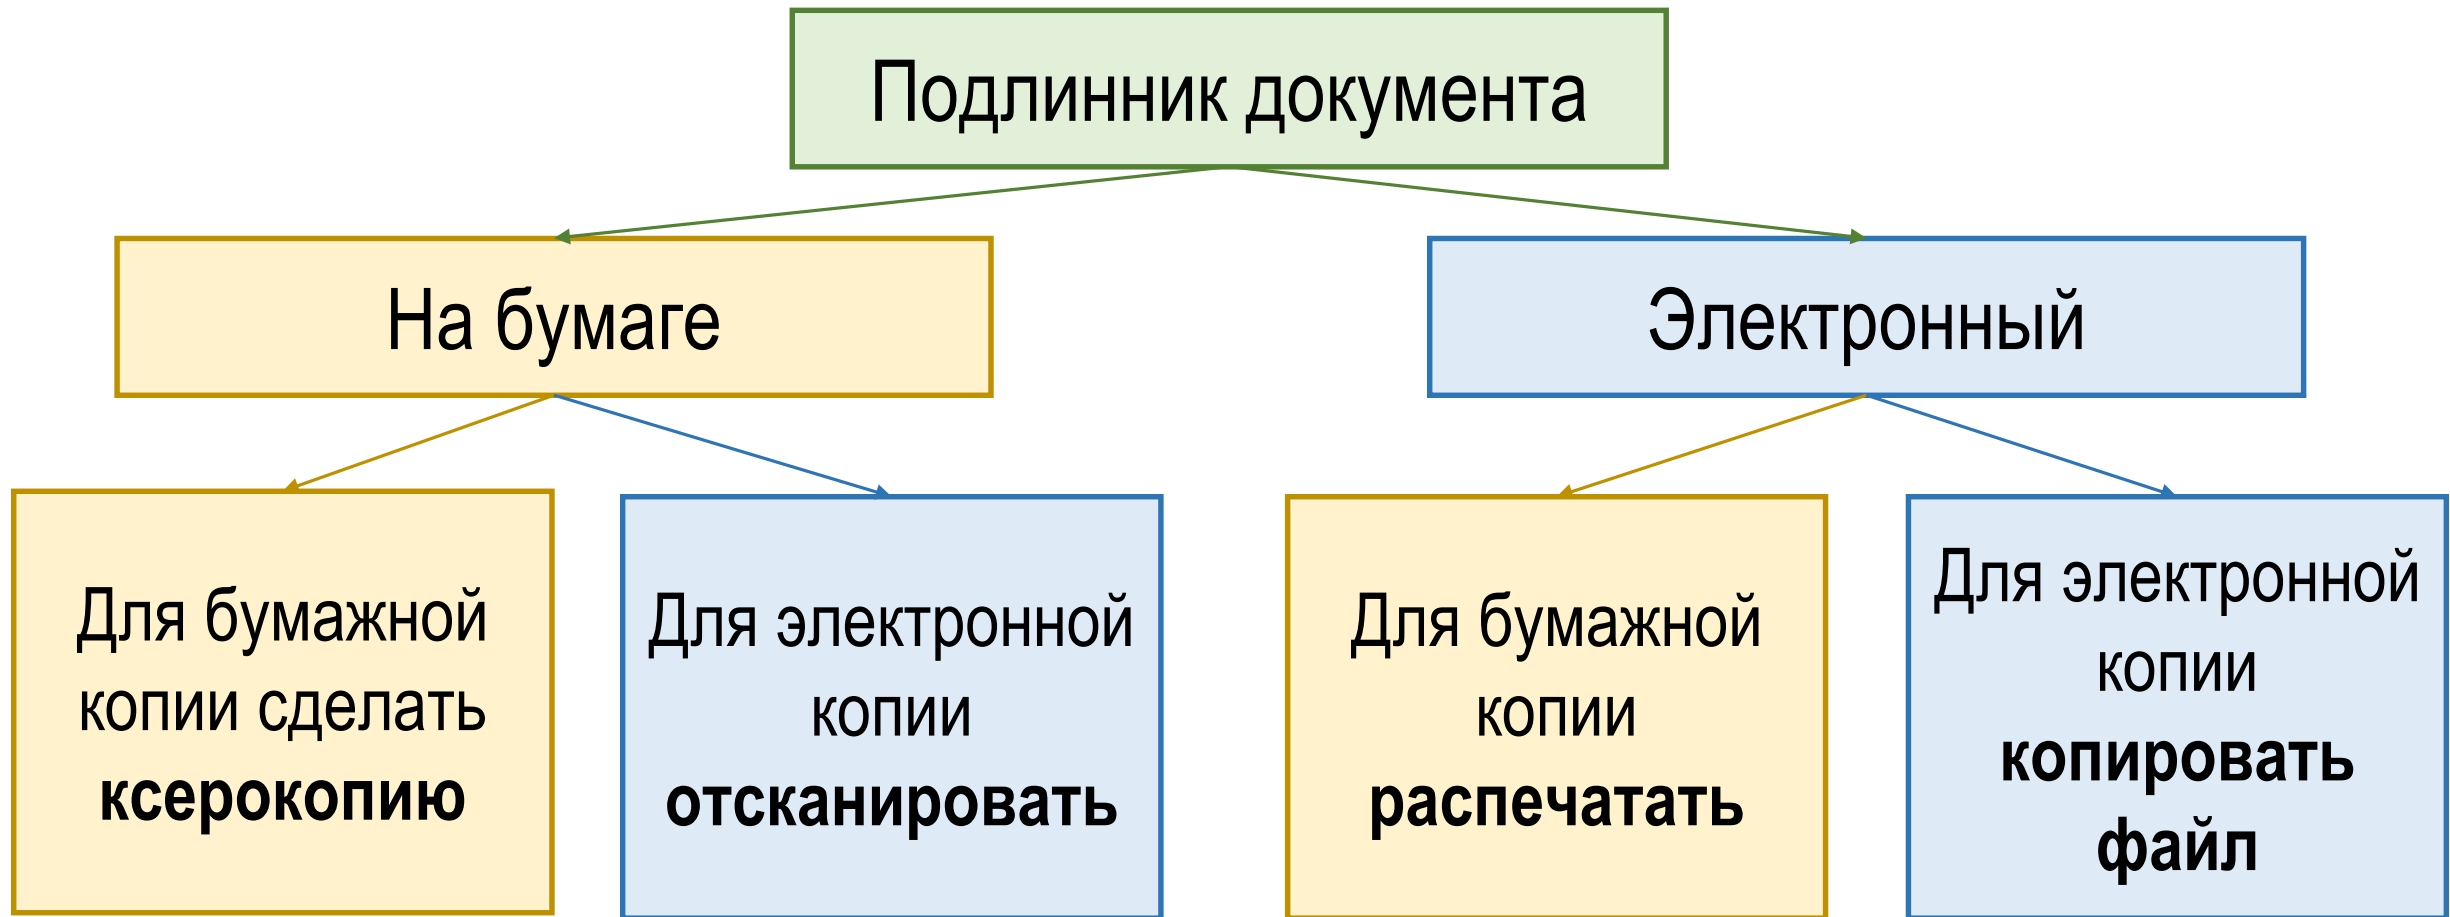 Подлинник документа
На бумаге
Электронный
Для бумажной
копии сделать
ксерокопию
Для электронной
копии
отсканировать
Для бумажной
копии
распечатать
Для электронной
копии
копировать
файл